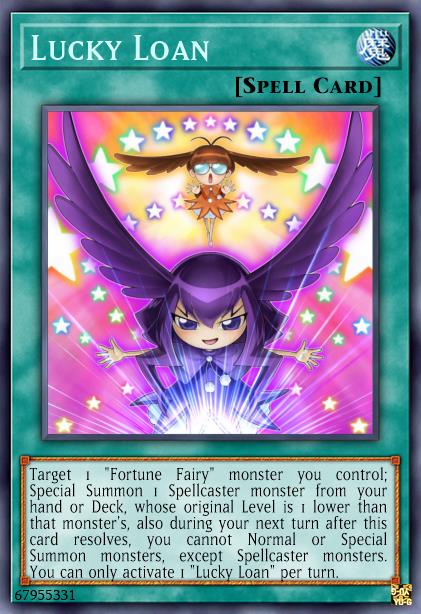 Lucky Loan
魔
[Spell Card]
Target 1 "Fortune Fairy" monster you control;
Special Summon 1 Spellcaster monster from your
hand or Deck, whose original Level is 1 lower than
that monster's, also during your next turn after this
card resolves, you cannot Normal or Special
Summon monsters, except Spellcaster monsters.
You can only activate 1 "Lucky Loan" per turn.
67955331